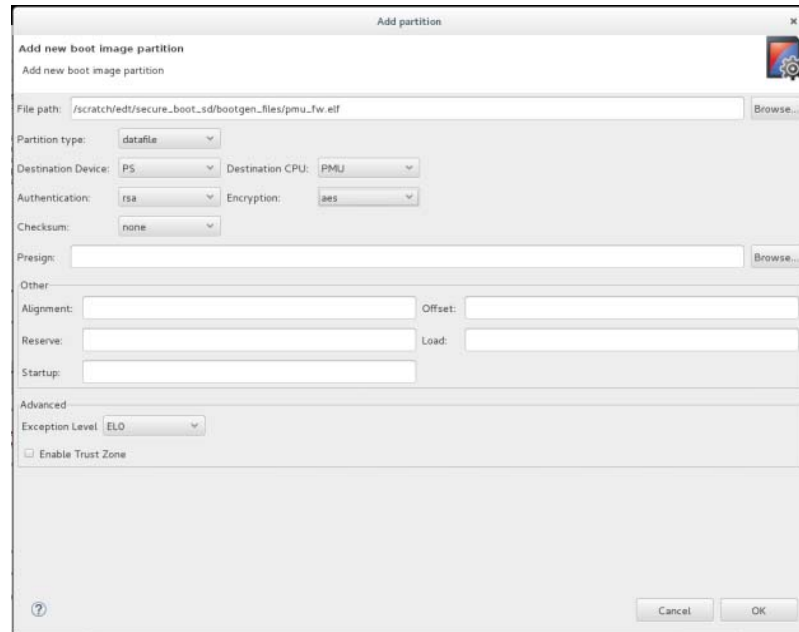 Add partition
Add new boot image partition
Add new boot image partition
File path: /scratch/edt/secure_boot_sd/bootgen_files/pmu_fw.elf Browse...
Partition type: datafile
Destination Device: PS Destination CPU: PMU
Authentication: rsa Encryption: aes
Checksum: none
Presign: Browse...
Other
Alignment: Offset:
Reserve: Load:
Startup:
Advanced
Exception Level EL0
Enable Trust Zone
Cancel OK